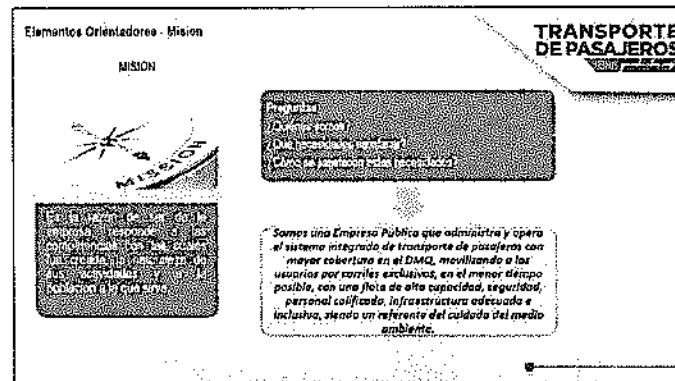 Elementos Orientadores - Mision
TRANSPORTE
DE PASAJEROS
MISION
MISSION
Preguntas
¿Quiénes somos?
¿Qué necesidades satisfacer?
¿Cómo se satisfacen estas necesidades?
Es la razón de ser de la
empresa responde a las
competencias con las cuales
fue creada, la naturaleza de
sus actividades y a la
población a la que sirve
Somos una Empresa Pública que administra y opera
el sistema integrado de transporte de pasajeros con
mayor cobertura en el DMQ, movilizando a los
usuarios por carriles exclusivos, en el menor tiempo
posible, con una flota de alta capacidad, seguridad,
personal calificado, infraestructura adecuada e
inclusiva, siendo un referente del cuidado del medio
ambiente.